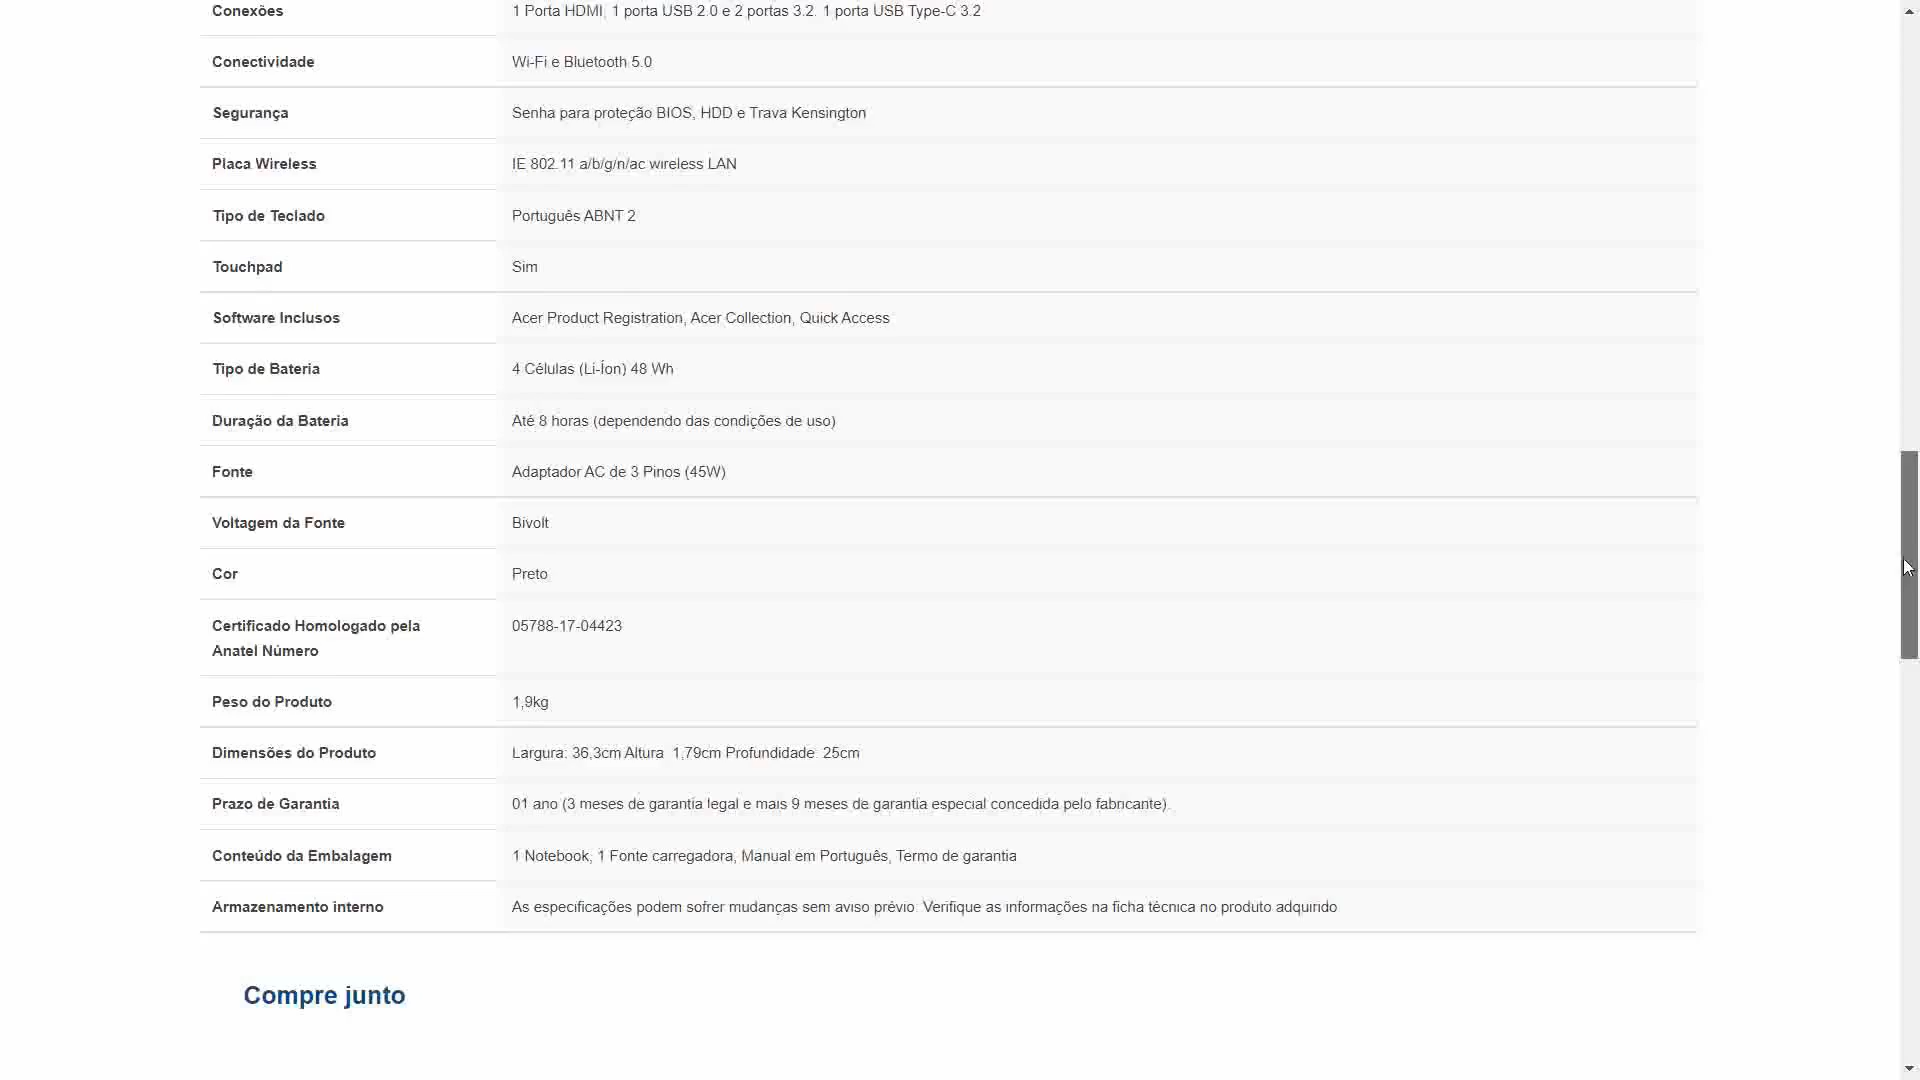 Conexões 1 Porta HDMI, 1 porta USB 2.0 e 2 portas 3.2. 1 porta USB Type-C 3.2
Conectividade Wi-Fi e Bluetooth 5.0
Segurança Senha para proteção BIOS, HDD e Trava Kensington
Placa Wireless IE 802.11 a/b/g/n/ac wireless LAN
Tipo de Teclado Português ABNT 2
Touchpad Sim
Software Inclusos Acer Product Registration, Acer Collection, Quick Access
Tipo de Bateria 4 Células (Li-Íon) 48 Wh
Duração da Bateria Até 8 horas (dependendo das condições de uso)
Fonte Adaptador AC de 3 Pinos (45W)
Voltagem da Fonte Bivolt
Cor Preto
Certificado Homologado pela 05788-17-04423
Anatel Número
Peso do Produto 1,9kg
Dimensões do Produto Largura: 36,3cm Altura: 1,79cm Profundidade: 25cm
Prazo de Garantia 01 ano (3 meses de garantia legal e mais 9 meses de garantia especial concedida pelo fabricante).
Conteúdo da Embalagem 1 Notebook, 1 Fonte carregadora, Manual em Português, Termo de garantia
Armazenamento interno As especificações podem sofrer mudanças sem aviso prévio. Verifique as informações na ficha técnica no produto adquirido
Compre junto